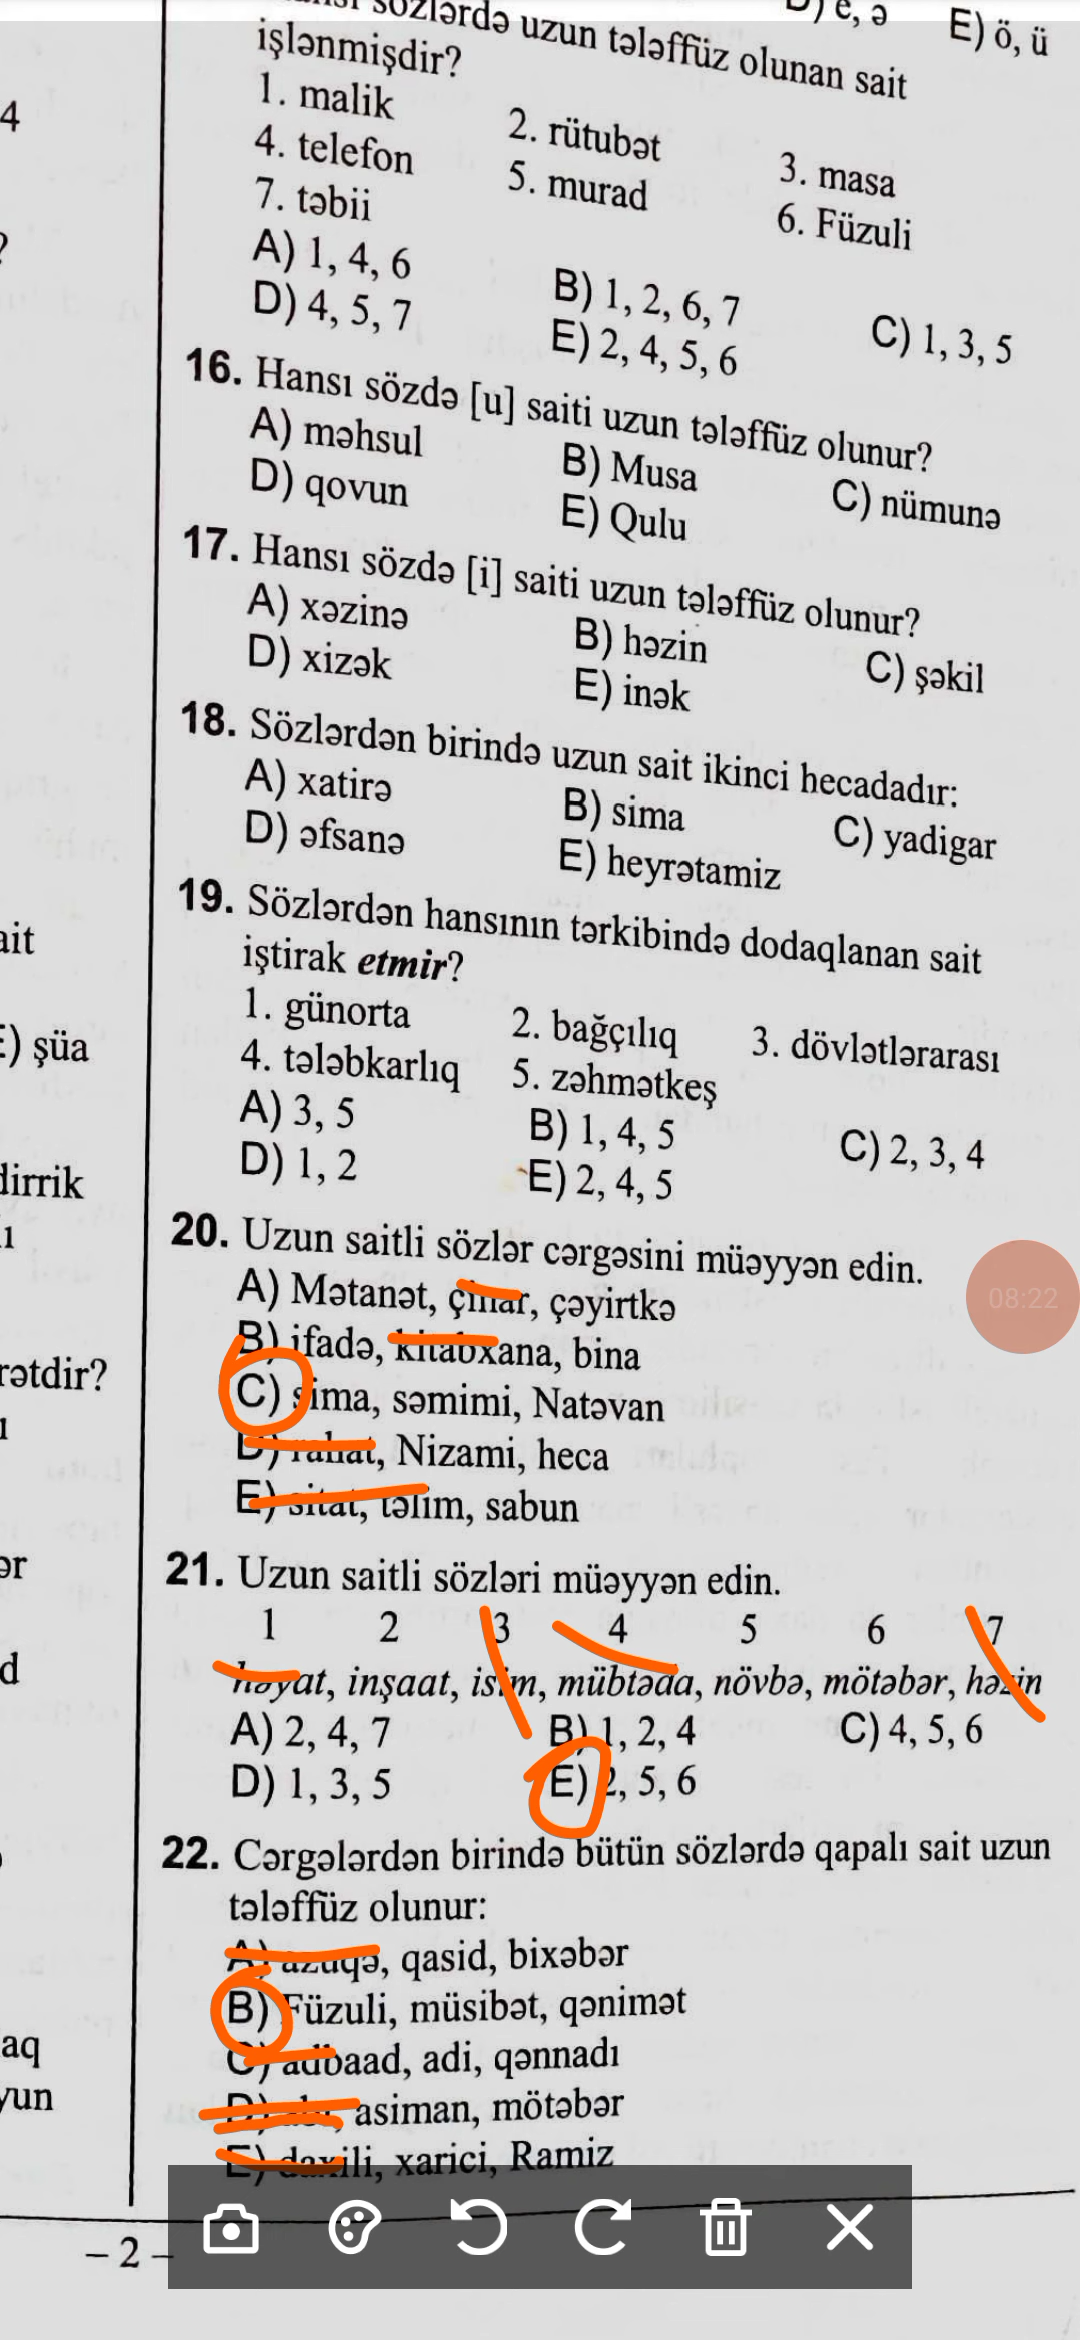 sözlərdə uzun tələffüz olunan sait
e, ə E) ö, ü
işlənmişdir?
1. malik 2. rütubət 3. masa
4. telefon 5. murad 6. Füzuli
7. təbii
A) 1, 4, 6 B) 1, 2, 6, 7 C) 1, 3, 5
D) 4, 5, 7 E) 2, 4, 5, 6
16. Hansı sözdə [u] saiti uzun tələffüz olunur?
A) məhsul B) Musa C) nümunə
D) qovun E) Qulu
17. Hansı sözdə [i] saiti uzun tələffüz olunur?
A) xəzinə B) həzin C) şəkil
D) xizək E) inək
18. Sözlərdən birində uzun sait ikinci hecadadır:
A) xatirə B) sima C) yadigar
D) əfsanə E) heyrətamiz
19. Sözlərdən hansının tərkibində dodaqlanan sait
iştirak etmir?
1. günorta 2. bağçılıq 3. dövlətlərarası
4. tələbkarlıq 5. zəhmətkeş
A) 3, 5 B) 1, 4, 5 C) 2, 3, 4
D) 1, 2 E) 2, 4, 5
20. Uzun saitli sözlər cərgəsini müəyyən edin.
A) Mətanət, çinar, çəyirtkə
B) ifadə, kitabxana, bina
C) sima, səmimi, Natəvan
D) rahat, Nizami, heca
E) sitat, təlim, sabun
21. Uzun saitli sözləri müəyyən edin.
1 2 3 4 5 6 7
həyat, inşaat, isim, mübtəda, növbə, mötəbər, həzin
A) 2, 4, 7 B) 1, 2, 4 C) 4, 5, 6
D) 1, 3, 5 E) 2, 5, 6
22. Cərgələrdən birində bütün sözlərdə qapalı sait uzun
tələffüz olunur:
A) azuqə, qasid, bixəbər
B) Füzuli, müsibət, qənimət
C) adbaad, adi, qənnadı
D) asiman, mötəbər
E) daxili, xarici, Ramiz
– 2 –
4
?
ait
E) şüa
dirrik
rətdir?
ər
d
aq
yun
08:22